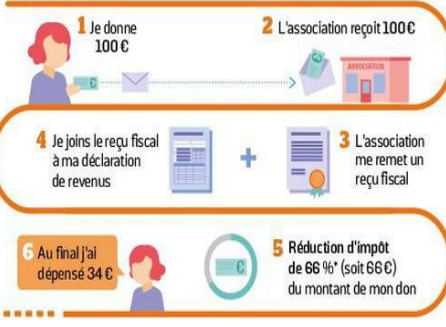 1 Je donne
100 €
2 L'association reçoit 100 €
ASSOCIATION
3 L'association
me remet un
reçu fiscal
4 Je joins le reçu fiscal
à ma déclaration
de revenus
5 Réduction d'impôt
de 66 %* (soit 66 €)
du montant de mon don
6 Au final j'ai
dépensé 34 €